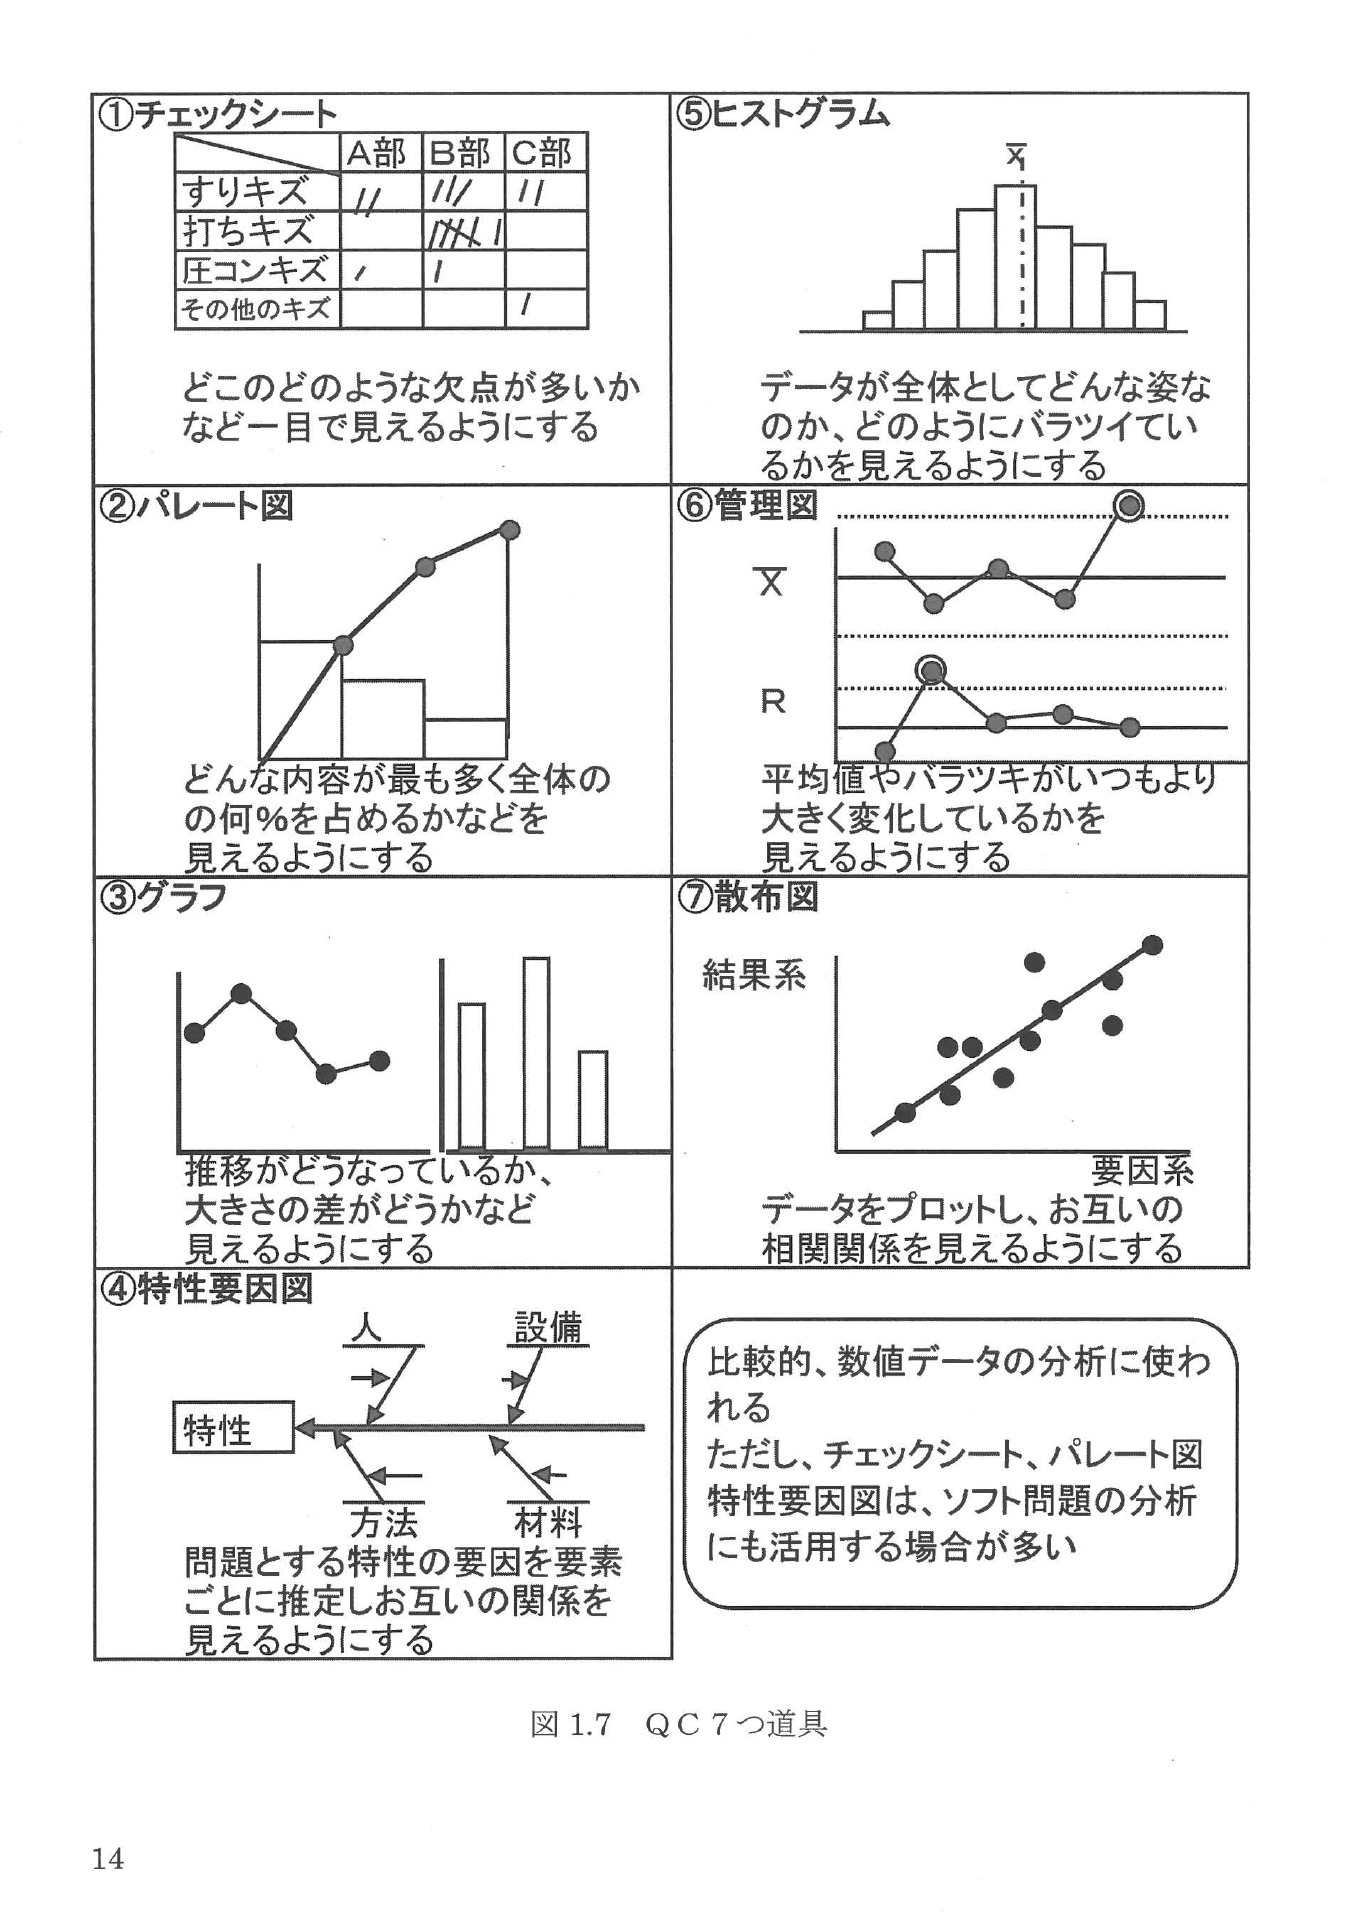 ①チェックシート
A部 B部 C部
すりキズ
打ちキズ
圧コンキズ
その他のキズ
どこのどのような欠点が多いか
など一目で見えるようにする
②パレート図
どんな内容が最も多く全体の
の何%を占めるかなどを
見えるようにする
③グラフ
推移がどうなっているか、
大きさの差がどうかなど
見えるようにする
④特性要因図
人 設備
特性
方法 材料
問題とする特性の要因を要素
ごとに推定しお互いの関係を
見えるようにする
⑤ヒストグラム
x̅
データが全体としてどんな姿な
のか、どのようにバラツイてい
るかを見えるようにする
⑥管理図
X̅
R
平均値やバラツキがいつもより
大きく変化しているかを
見えるようにする
⑦散布図
結果系
要因系
データをプロットし、お互いの
相関関係を見えるようにする
比較的、数値データの分析に使わ
れる
ただし、チェックシート、パレート図
特性要因図は、ソフト問題の分析
にも活用する場合が多い
図 1.7 ＱＣ７つ道具
14